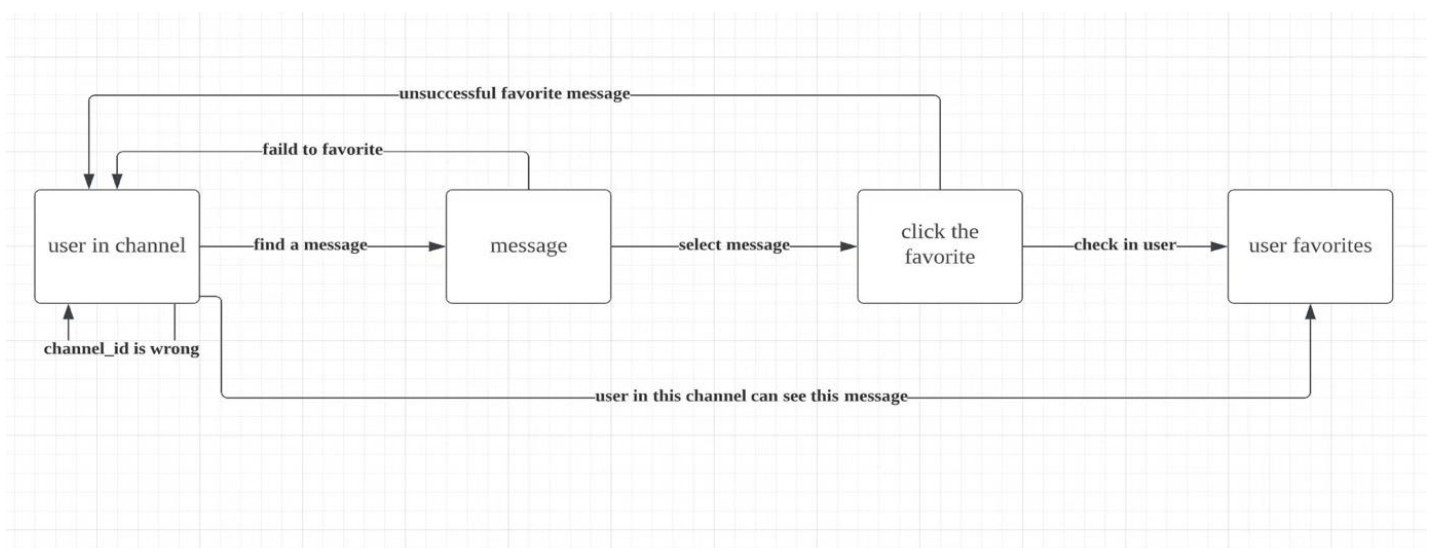 unsuccessful favorite message
faild to favorite
user in channel
find a message
message
select message
click the
favorite
check in user
user favorites
channel_id is wrong
user in this channel can see this message